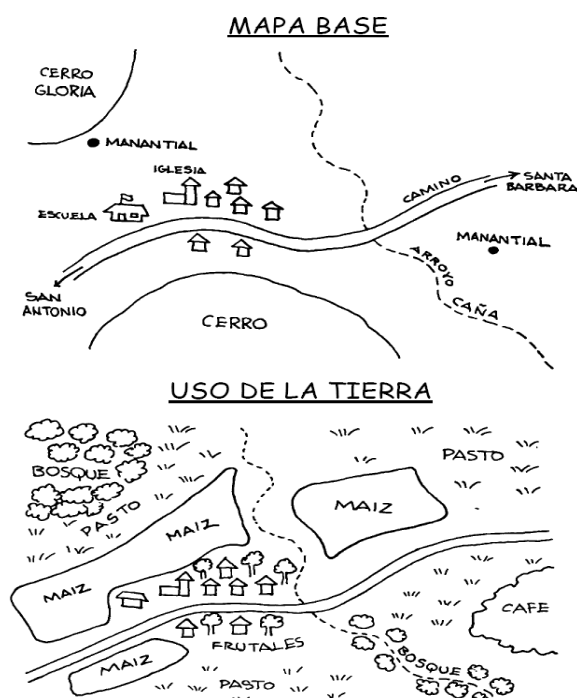 MAPA BASE
CERRO
GLORIA
MANANTIAL
IGLESIA
ESCUELA
CAMINO
SANTA
BARBARA
MANANTIAL
ARROYO
CAÑA
SAN
ANTONIO
CERRO
USO DE LA TIERRA
BOSQUE
PASTO
PASTO
MAIZ
MAIZ
MAIZ
CAFE
FRUTALES
BOSQUE
MAIZ
PASTO